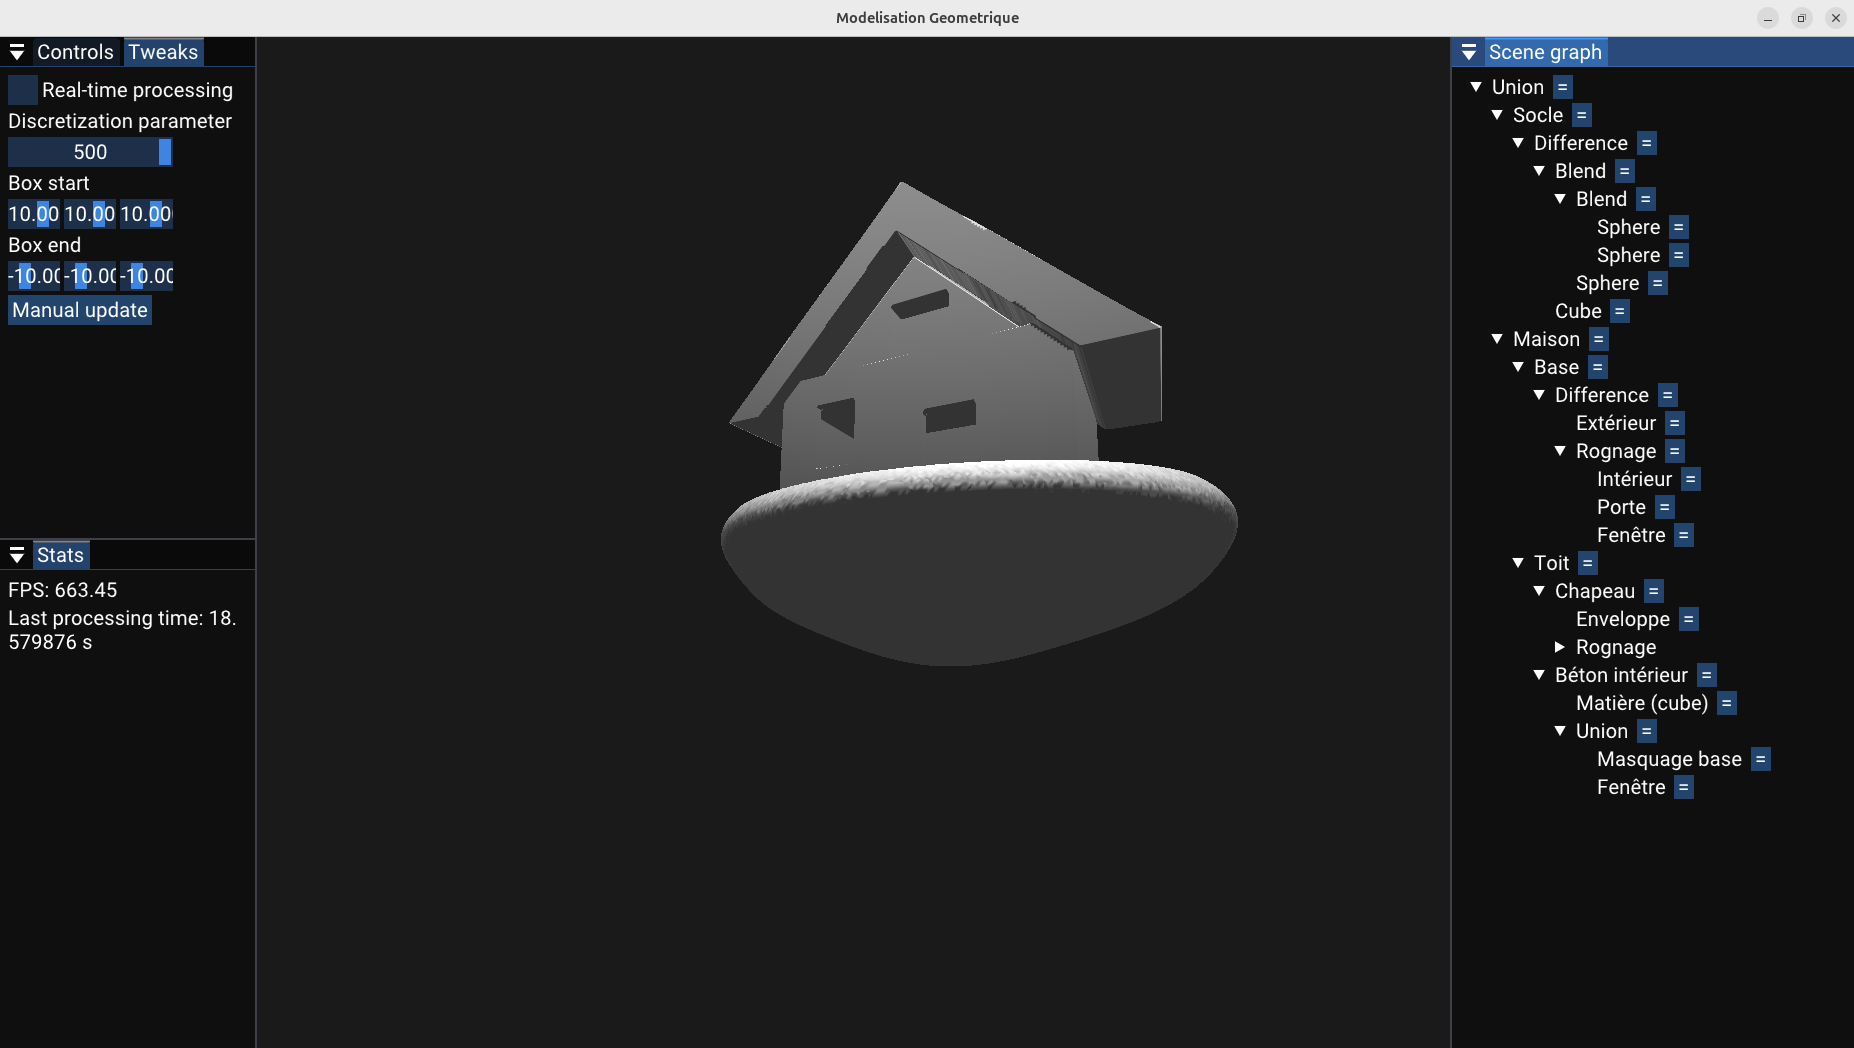 Modelisation Geometrique
Controls Tweaks
Real-time processing
Discretization parameter
500
Box start
10.00 10.00 10.00
Box end
-10.00 -10.00 -10.00
Manual update
Stats
FPS: 663.45
Last processing time: 18.
579876 s
Scene graph
Union =
Socle =
Difference =
Blend =
Blend =
Sphere =
Sphere =
Sphere =
Cube =
Maison =
Base =
Difference =
Extérieur =
Rognage =
Intérieur =
Porte =
Fenêtre =
Toit =
Chapeau =
Enveloppe =
Rognage
Béton intérieur =
Matière (cube) =
Union =
Masquage base =
Fenêtre =